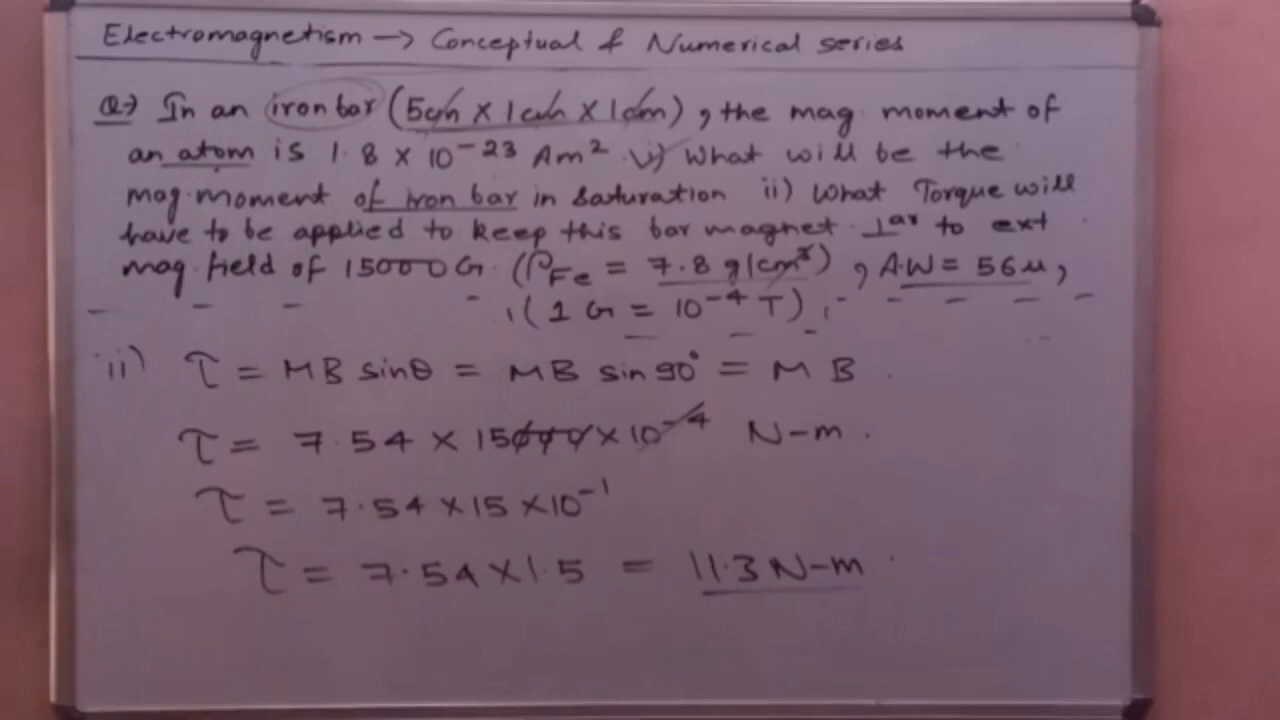 Electromagnetism → Conceptual & Numerical series
Q→ In an iron bar (5cm × 1cm × 1cm), the mag moment of
an atom is 1.8 × 10⁻²³ Am² i) What will be the
mag. moment of iron bar in saturation ii) What Torque will
have to be applied to keep this bar magnet ⊥ar to ext
mag. field of 15000 G. (ρFe = 7.8 g/cm³), A.W = 56u,
(1 G = 10⁻⁴ T)
ii) τ = MB sinθ = MB sin 90° = M B
τ = 7.54 × 15000 × 10⁻⁴ N-m.
τ = 7.54 × 15 × 10⁻¹
τ = 7.54 × 1.5 = 11.3 N-m